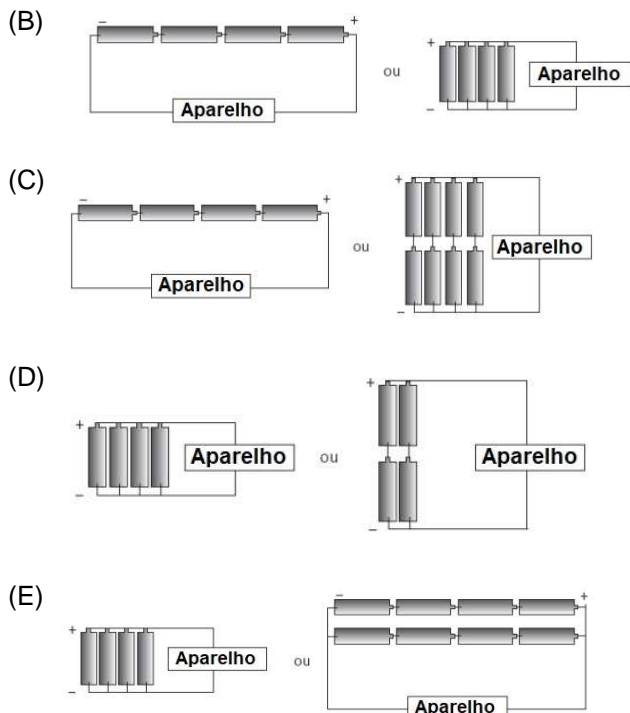 (B)
- +
ou
+
Aparelho
-
Aparelho
(C)
- +
+
ou
Aparelho
Aparelho
-
(D)
+
+
Aparelho
ou
Aparelho
-
-
(E)
- +
+
Aparelho
ou
-
Aparelho